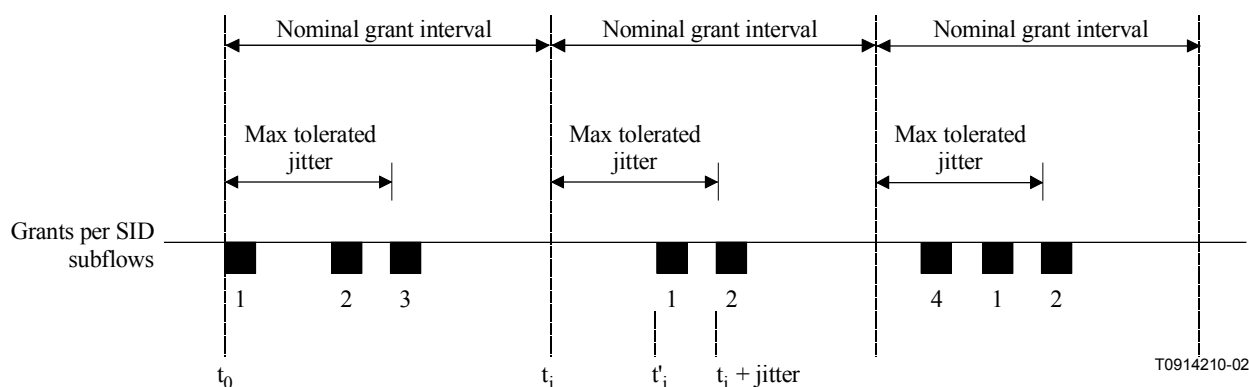 Nominal grant interval
Nominal grant interval
Nominal grant interval
Max tolerated
jitter
Max tolerated
jitter
Max tolerated
jitter
Grants per SID
subflows
1
2
3
1
2
4
1
2
t0
ti
t'i
ti + jitter
T0914210-02